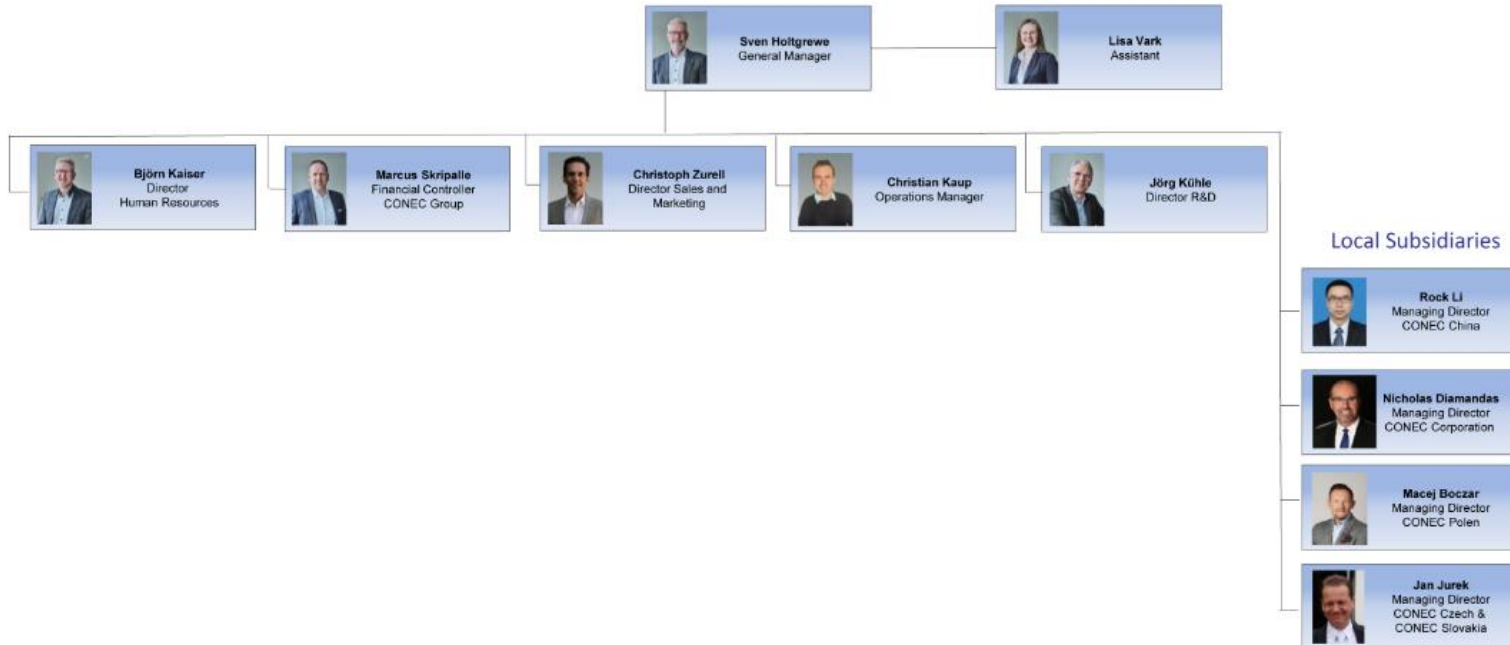 Sven Holtgrewe
General Manager
Lisa Vark
Assistant
Björn Kaiser
Director
Human Resources
Marcus Skripalle
Financial Controller
CONEC Group
Christoph Zurell
Director Sales and
Marketing
Christian Kaup
Operations Manager
Jörg Kühle
Director R&D
Local Subsidiaries
Rock Li
Managing Director
CONEC China
Nicholas Diamandas
Managing Director
CONEC Corporation
Macej Boczar
Managing Director
CONEC Polen
Jan Jurek
Managing Director
CONEC Czech &
CONEC Slovakia